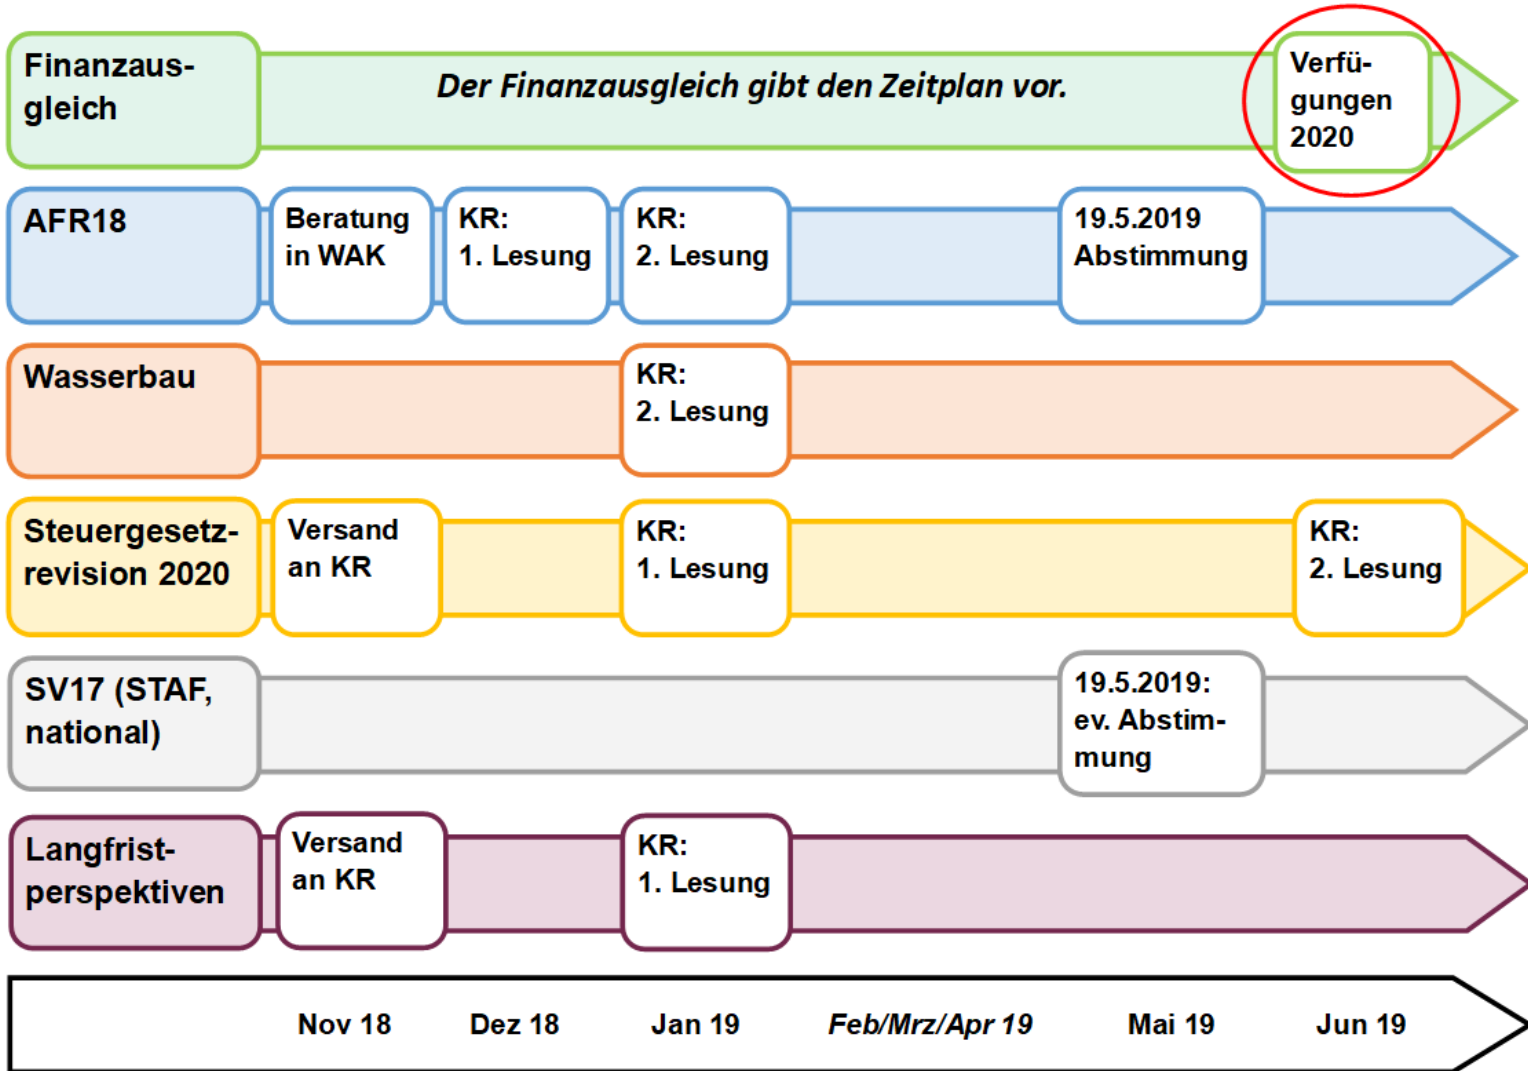 Finanzaus-
gleich
Der Finanzausgleich gibt den Zeitplan vor.
Verfü-
gungen
2020
AFR18
Beratung
in WAK
KR:
1. Lesung
KR:
2. Lesung
19.5.2019
Abstimmung
Wasserbau
KR:
2. Lesung
Steuergesetz-
revision 2020
Versand
an KR
KR:
1. Lesung
KR:
2. Lesung
SV17 (STAF,
national)
19.5.2019:
ev. Abstim-
mung
Langfrist-
perspektiven
Versand
an KR
KR:
1. Lesung
Nov 18
Dez 18
Jan 19
Feb/Mrz/Apr 19
Mai 19
Jun 19